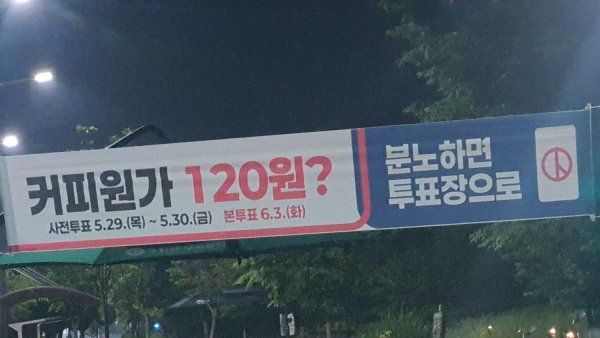 커피원가 120원?
사전투표 5.29.(목) ~ 5.30.(금) 본투표 6.3.(화)
분노하면
투표장으로